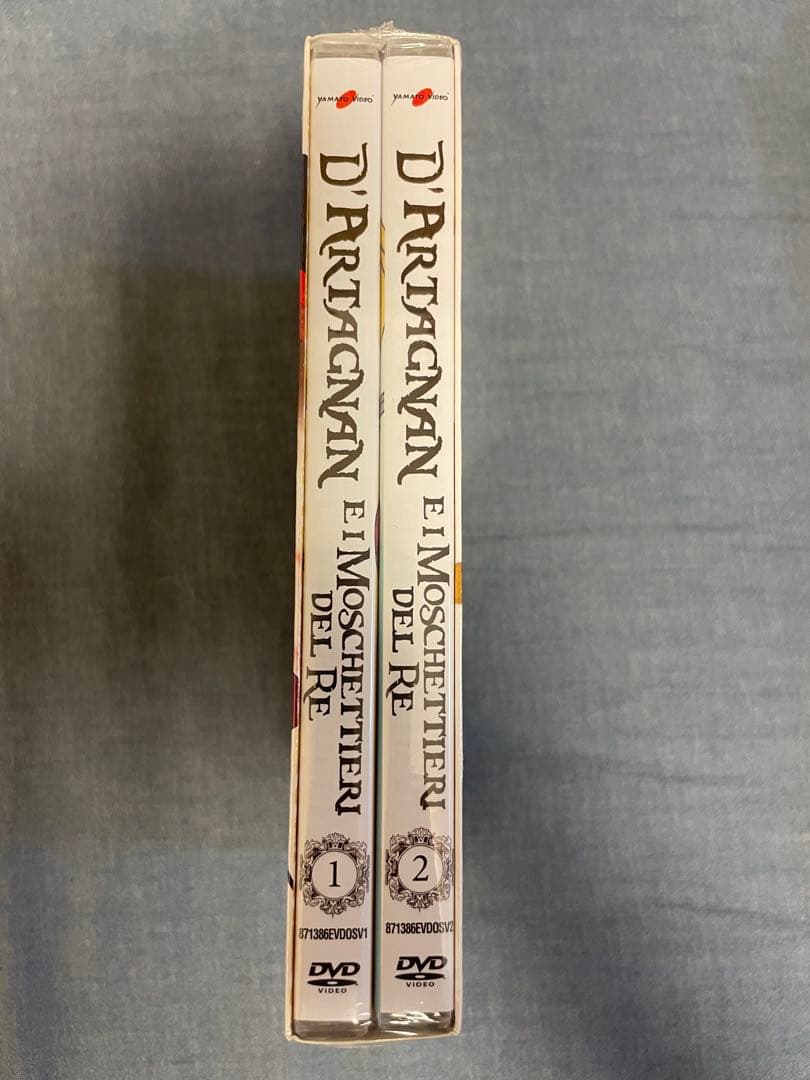 YAMATO VIDEO
D'ARTAGNAN
E I MOSCHETTIERI
DEL RE
1
871386EVDOSV1
DVD
VIDEO
YAMATO VIDEO
D'ARTAGNAN
E I MOSCHETTIERI
DEL RE
2
871386EVDOSV2
DVD
VIDEO